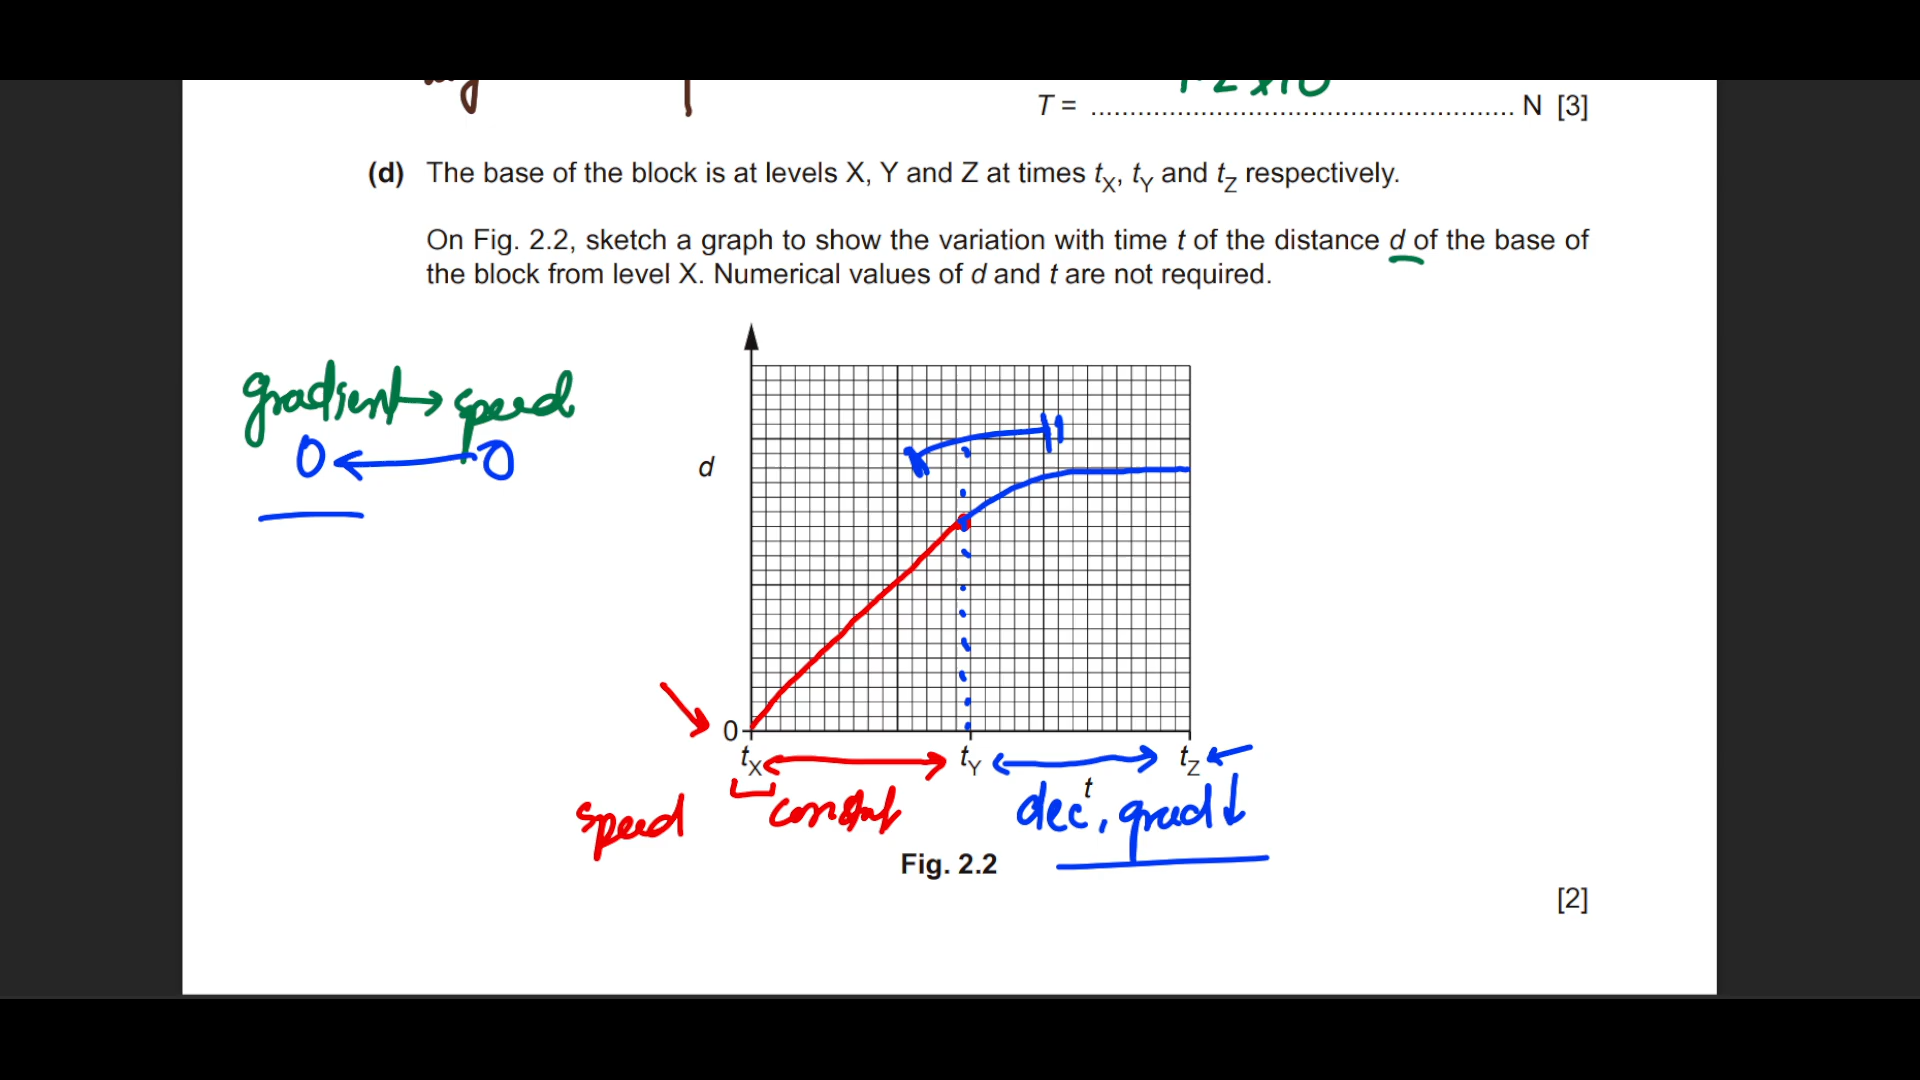 T = ........................................................ N [3]
(d) The base of the block is at levels X, Y and Z at times tX, tY and tZ respectively.
On Fig. 2.2, sketch a graph to show the variation with time t of the distance d of the base of
the block from level X. Numerical values of d and t are not required.
gradient → speed
0 ← 0
d
0
tX tY tZ
t
speed constant dec, grad ↓
Fig. 2.2
[2]